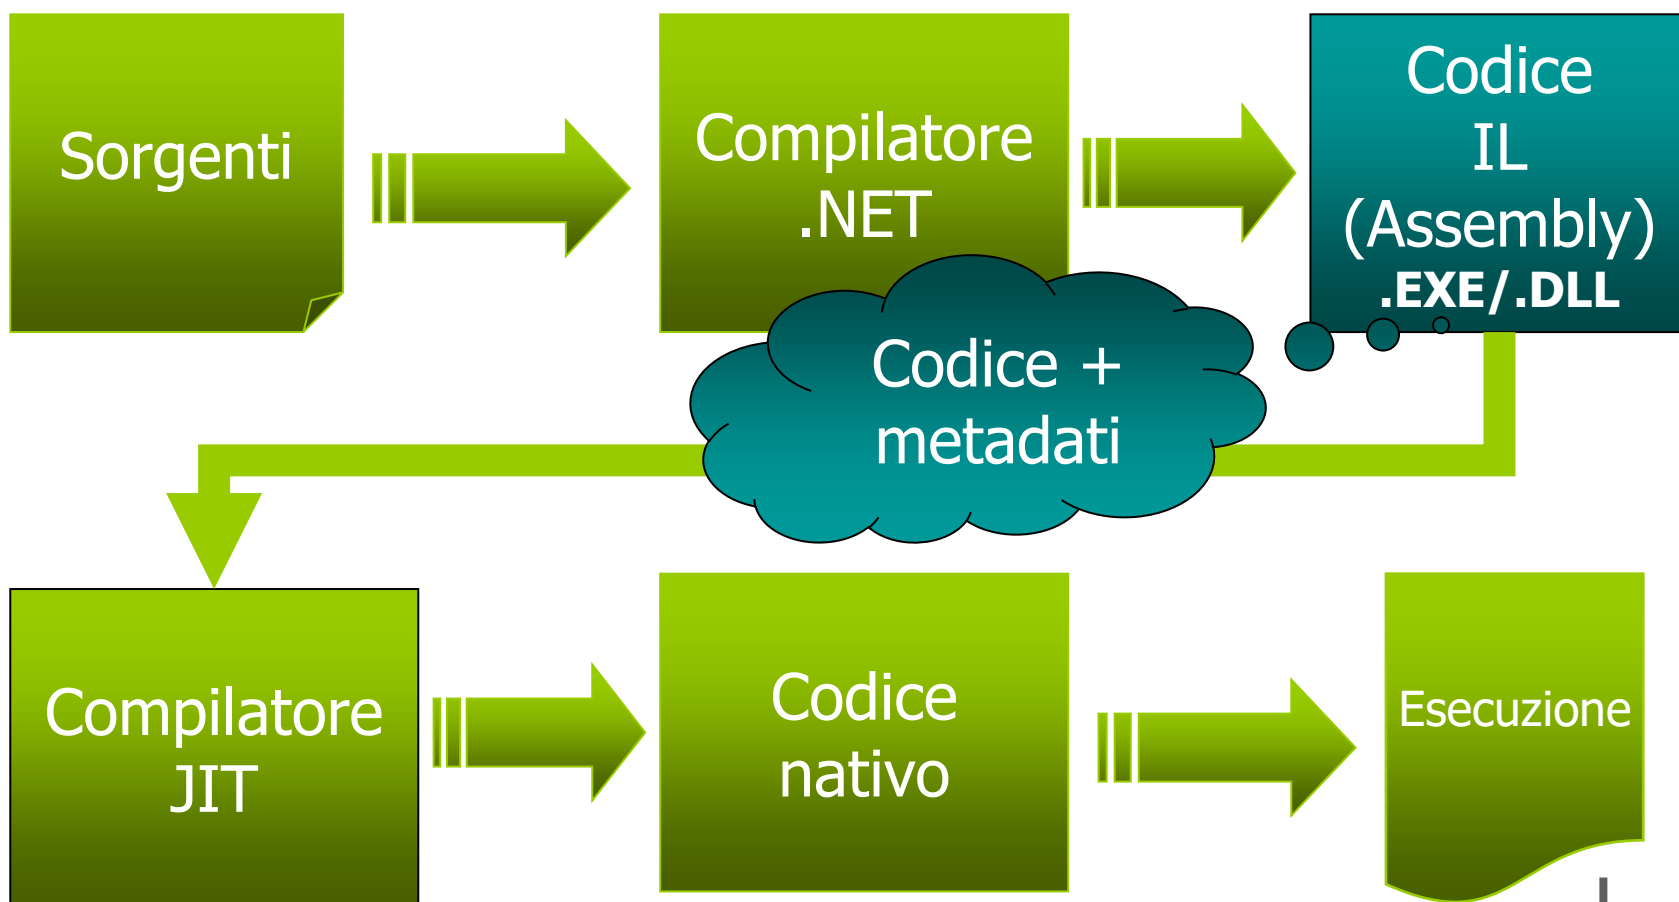 Sorgenti
Compilatore
.NET
Codice
IL
(Assembly)
.EXE/.DLL
Codice +
metadati
Compilatore
JIT
Codice
nativo
Esecuzione